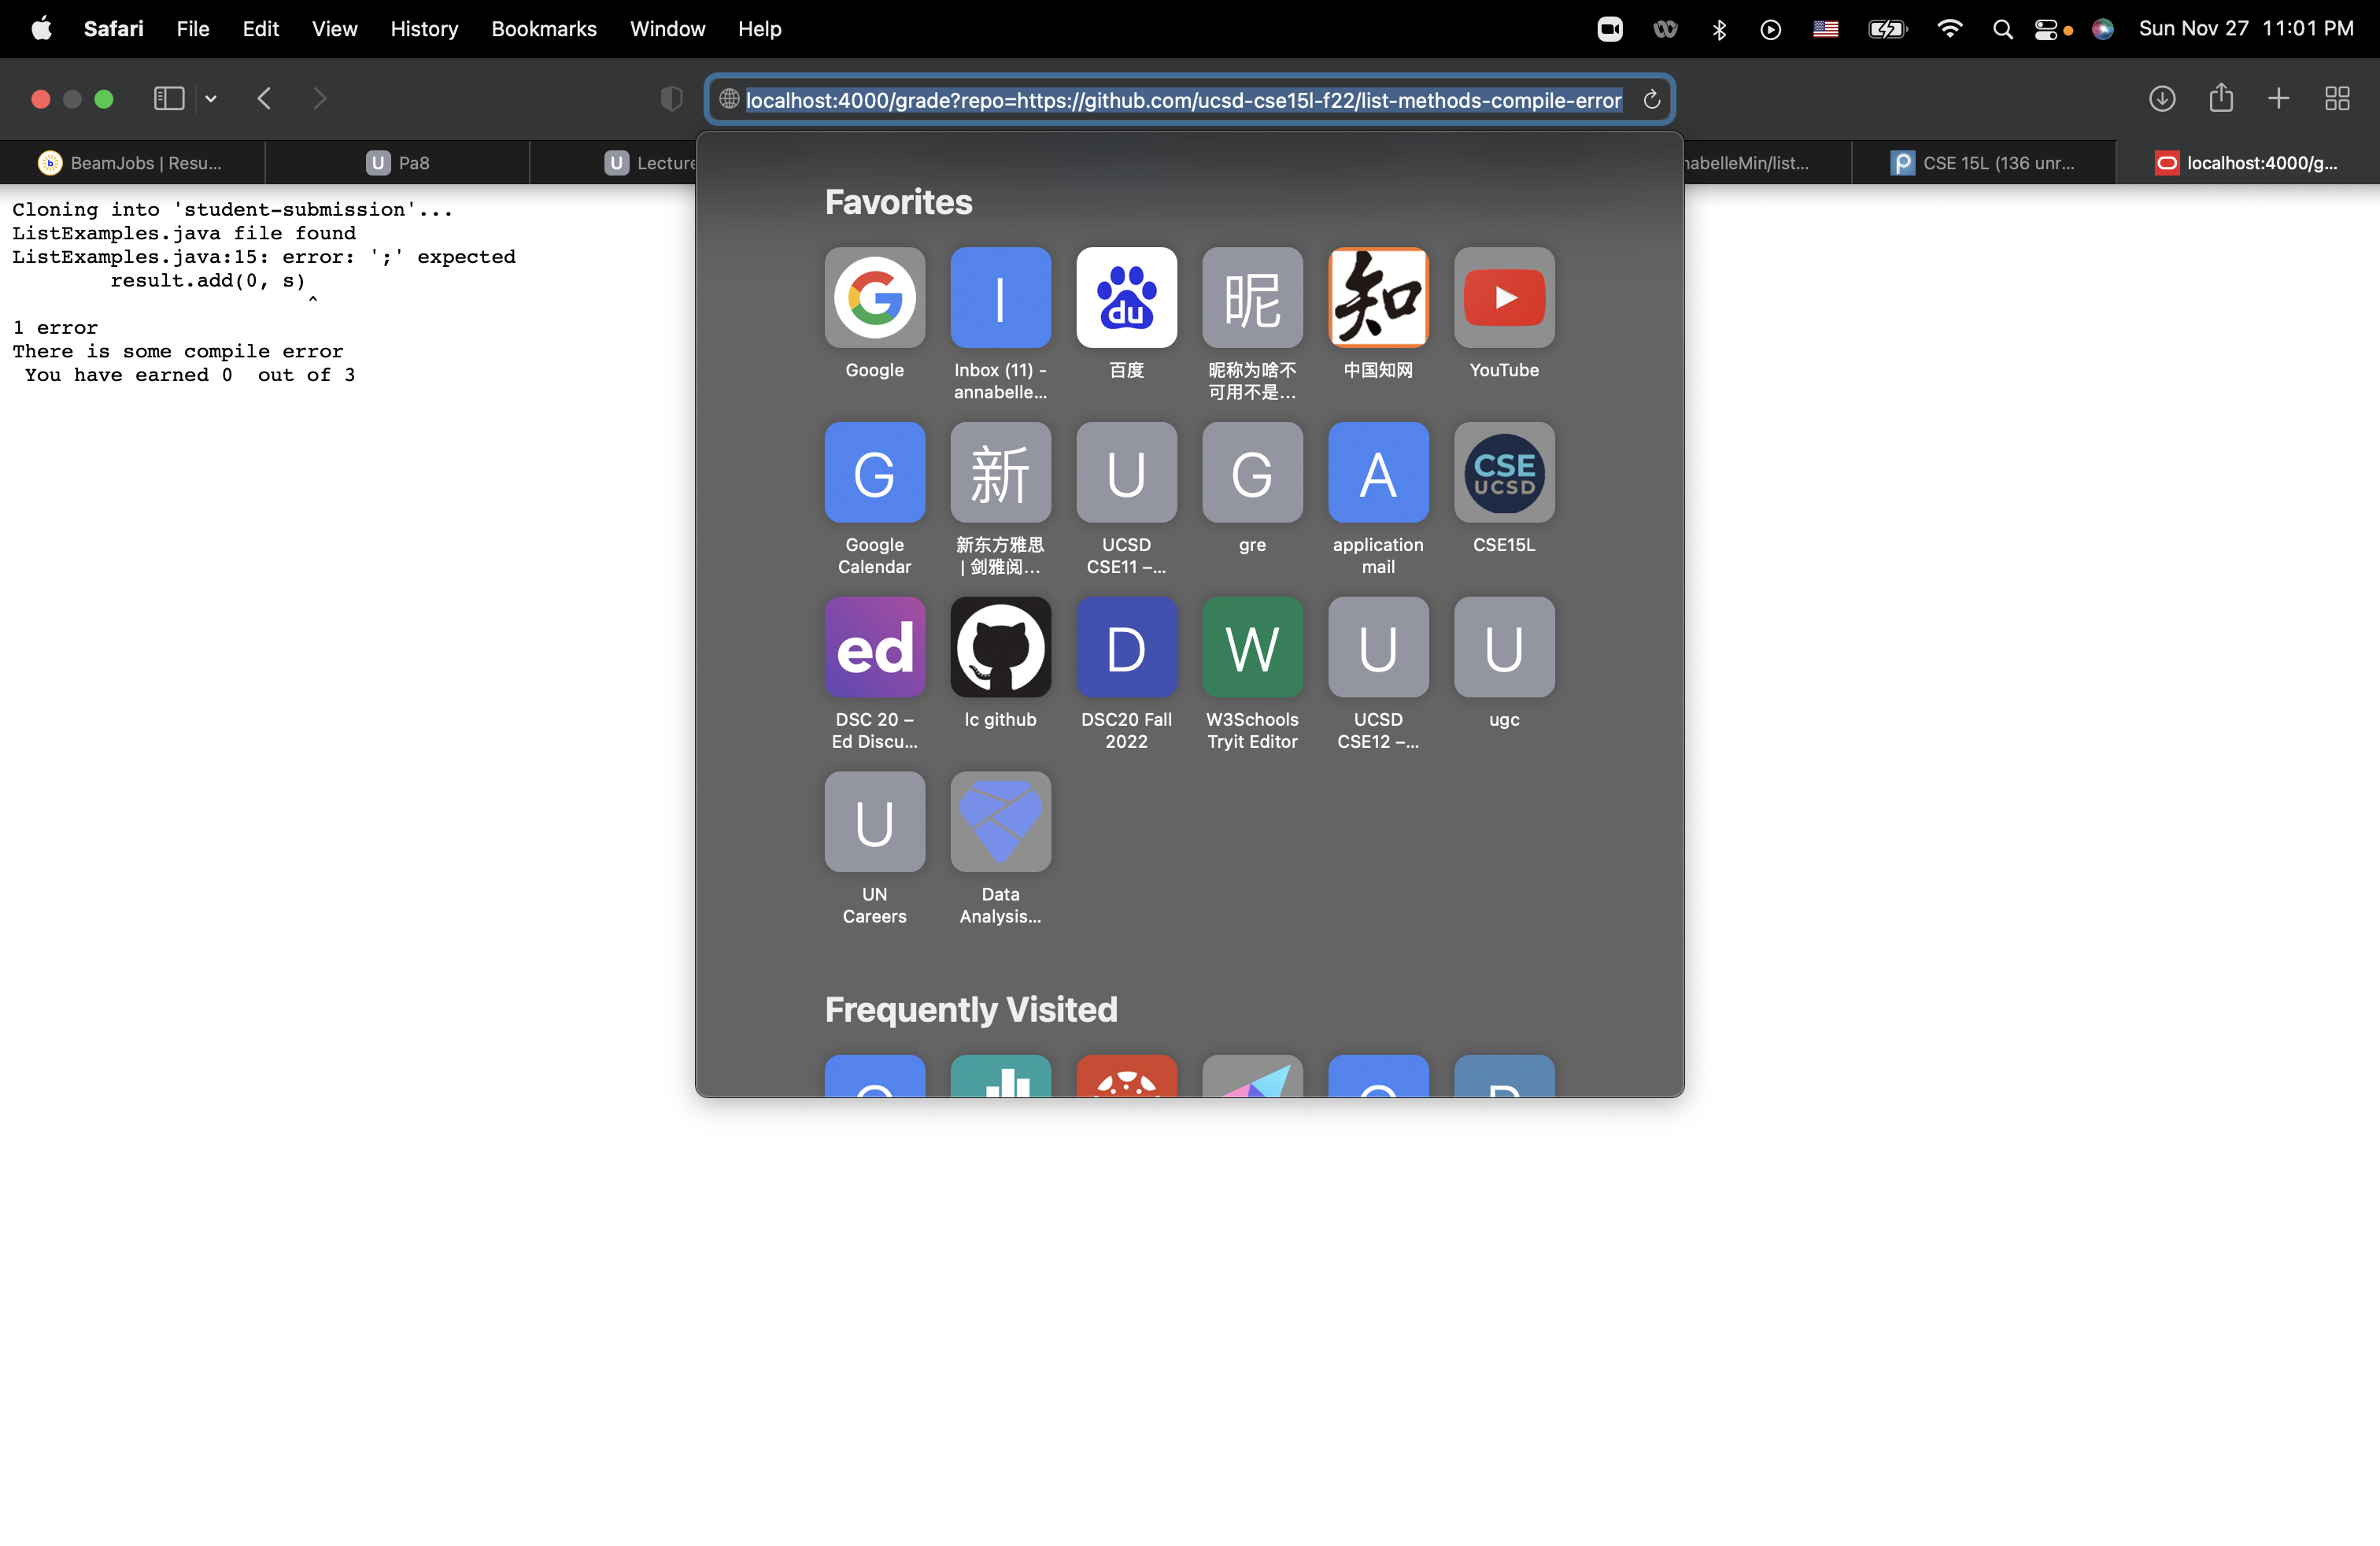 Safari File Edit View History Bookmarks Window Help Sun Nov 27 11:01 PM
localhost:4000/grade?repo=https://github.com/ucsd-cse15l-f22/list-methods-compile-error
b BeamJobs | Resu... U Pa8 U Lecture nabelleMin/list... CSE 15L (136 unr... localhost:4000/g...
Cloning into 'student-submission'...
ListExamples.java file found
ListExamples.java:15: error: ';' expected
result.add(0, s)
^
1 error
There is some compile error
You have earned 0 out of 3
Favorites
G I du 昵 知
Google Inbox (11) - 百度 昵称为啥不 中国知网 YouTube
annabelle... 可用不是...
G 新 U G A CSE UCSD
Google 新东方雅思 UCSD gre application CSE15L
Calendar | 剑雅阅... CSE11 –... mail
ed D W U U
DSC 20 – lc github DSC20 Fall W3Schools UCSD ugc
Ed Discu... 2022 Tryit Editor CSE12 –...
U
UN Data
Careers Analysis...
Frequently Visited